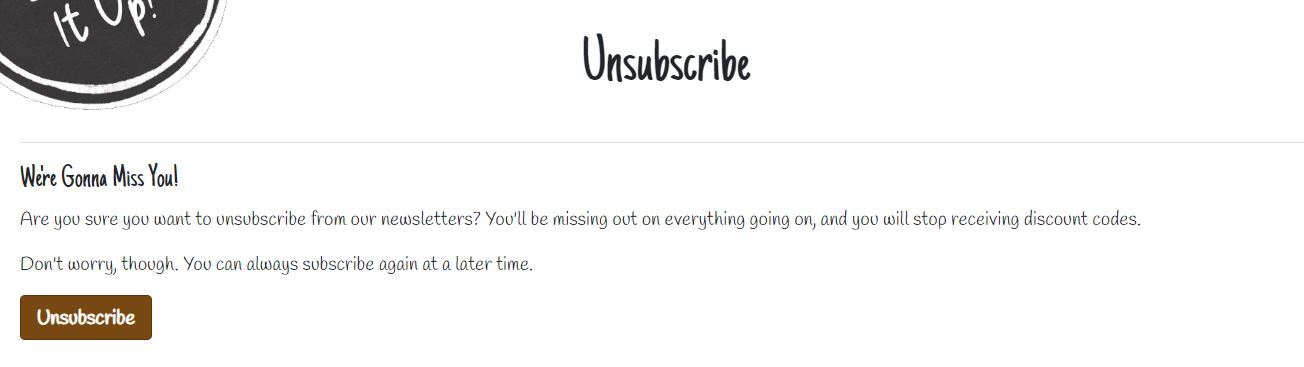 It Up!
Unsubscribe
We're Gonna Miss You!
Are you sure you want to unsubscribe from our newsletters? You'll be missing out on everything going on, and you will stop receiving discount codes.
Don't worry, though. You can always subscribe again at a later time.
Unsubscribe